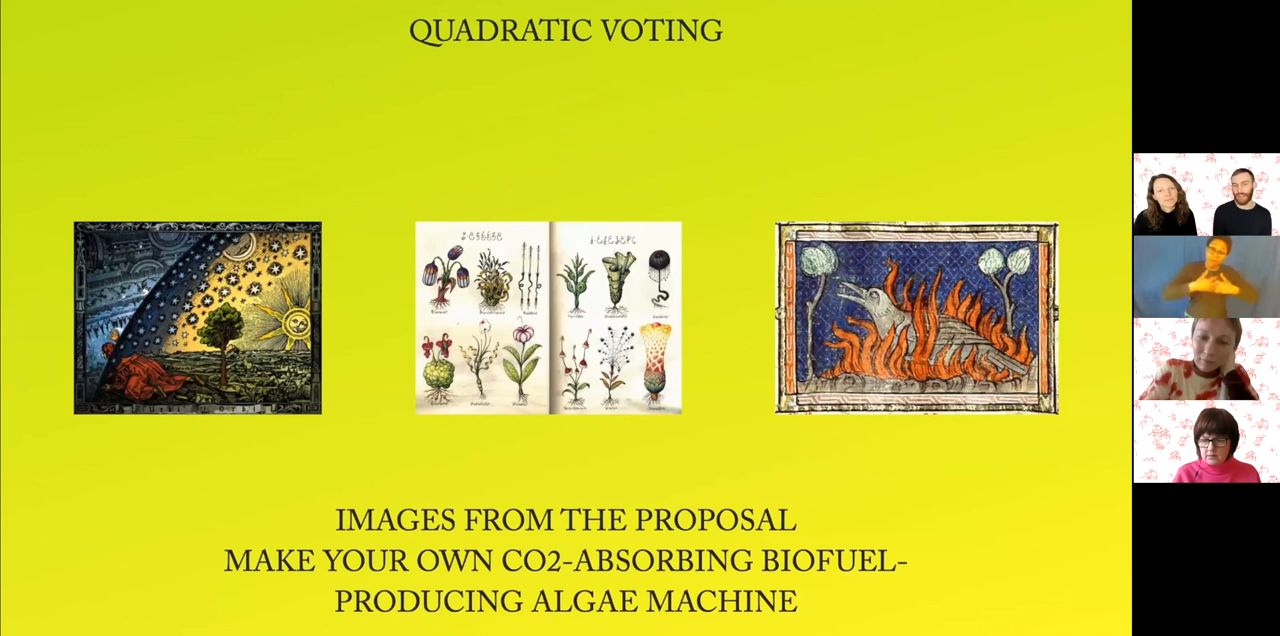 QUADRATIC VOTING
IMAGES FROM THE PROPOSAL
MAKE YOUR OWN CO2-ABSORBING BIOFUEL-
PRODUCING ALGAE MACHINE